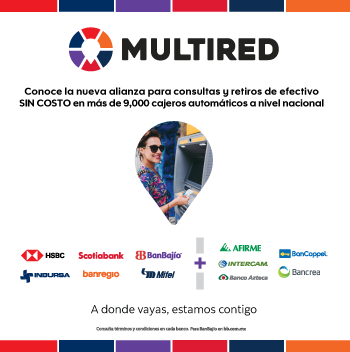 MULTIRED
Conoce la nueva alianza para consultas y retiros de efectivo
SIN COSTO en más de 9,000 cajeros automáticos a nivel nacional
HSBC Scotiabank BanBajío AFIRME BanCoppel
INBURSA banregio Mifel + INTERCAM Banco Azteca Bancrea
A donde vayas, estamos contigo
Consulta términos y condiciones en cada banco. Para BanBajío en bb.com.mx